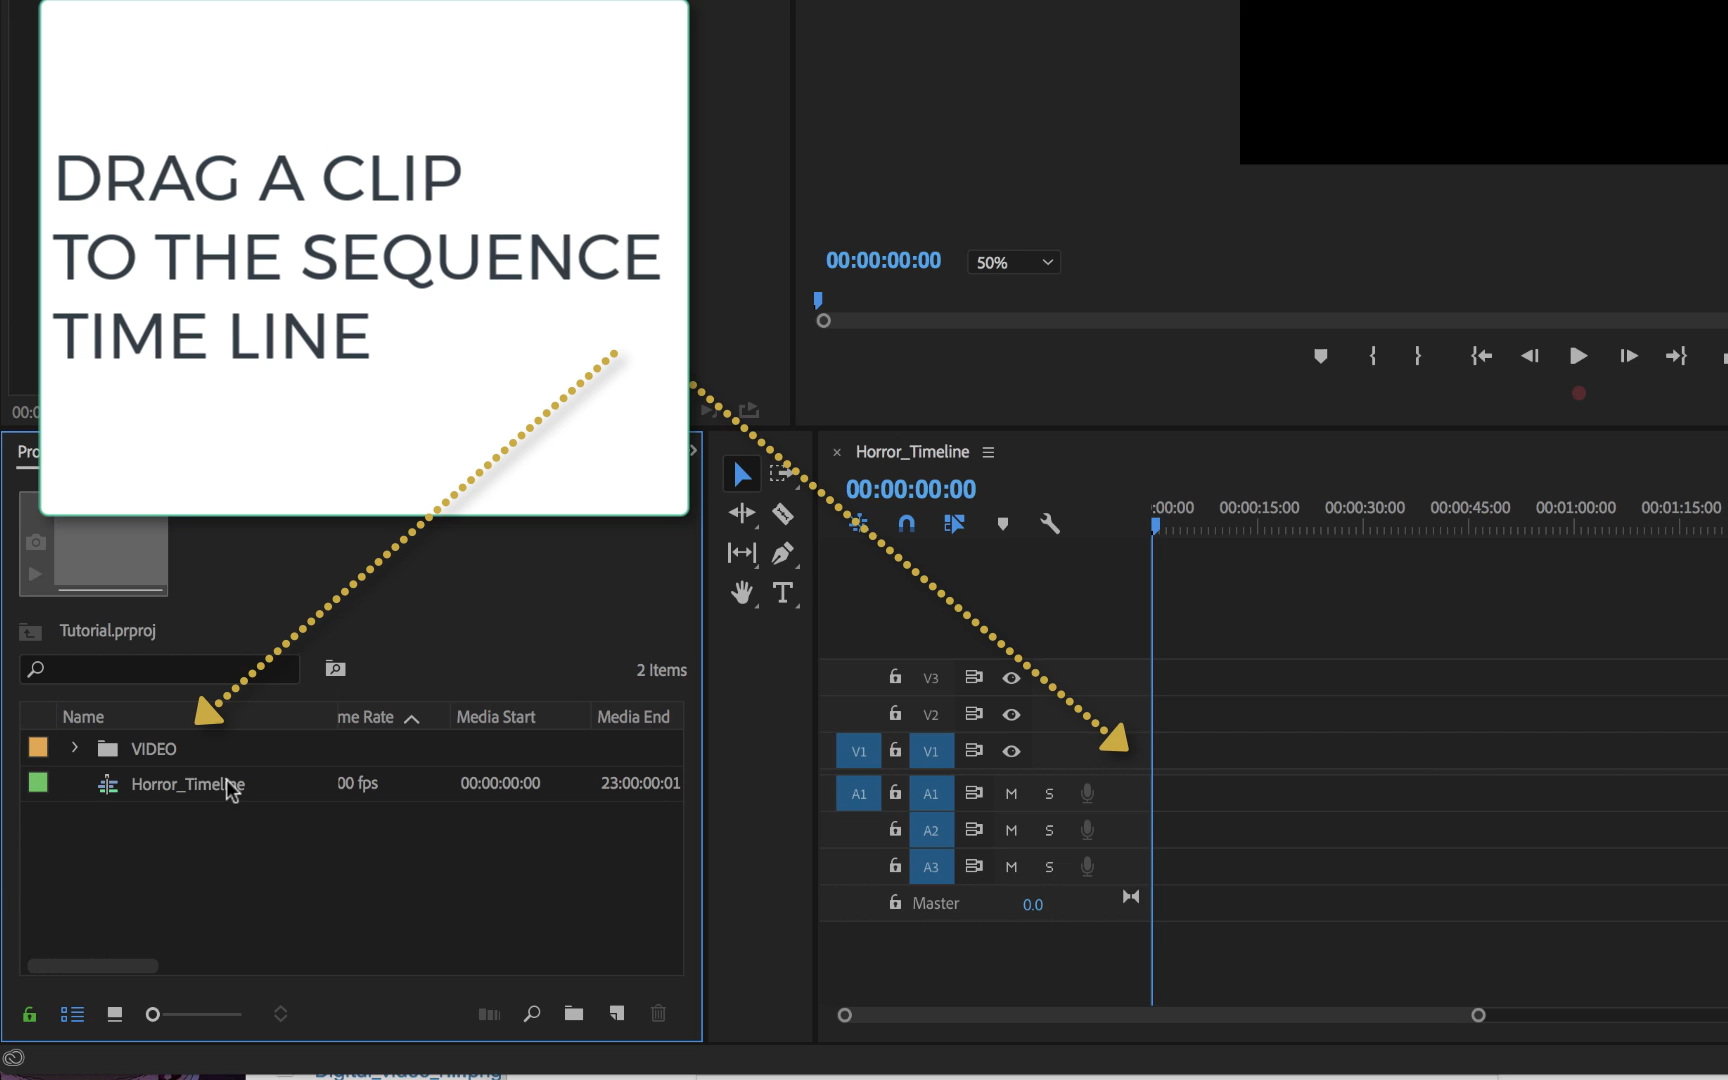 DRAG A CLIP
TO THE SEQUENCE
TIME LINE
00:00:00:00 50%
Horror_Timeline
00:00:00:00
:00:00 00:00:15:00 00:00:30:00 00:00:45:00 00:01:00:00 00:01:15:00
Tutorial.prproj
2 Items
Name me Rate Media Start Media End
VIDEO
Horror_Timeline 00 fps 00:00:00:00 23:00:00:01
V3
V2
V1 V1
A1 A1 M S
A2 M S
A3 M S
Master 0.0